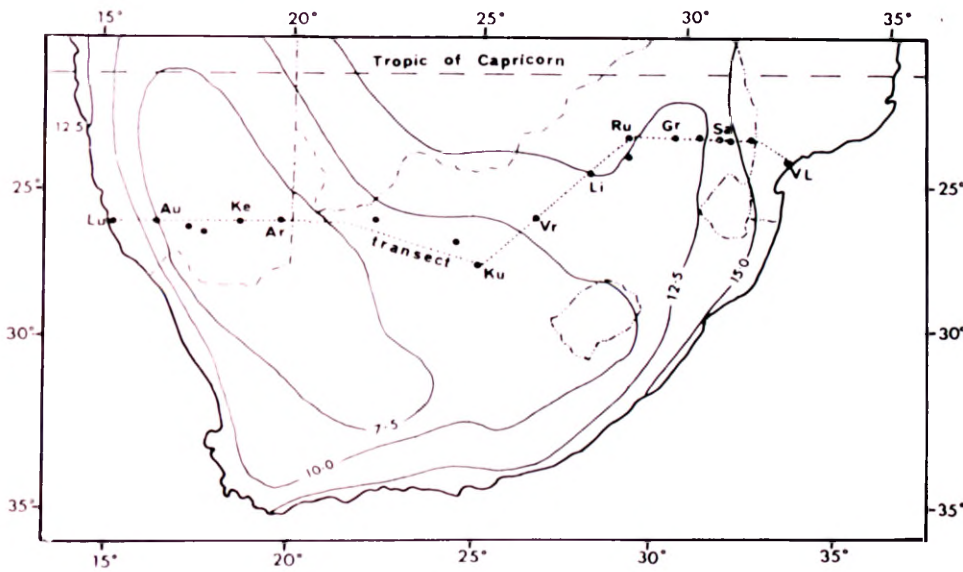 15° 20° 25° 30° 35°
Tropic of Capricorn
12·5
Ru Gr Sa
VL
25° Li 25°
Lu Au Ke Ar Vr
transect
Ku
12·5 15·0
30° 30°
7·5
10·0
35° 35°
15° 20° 25° 30° 35°